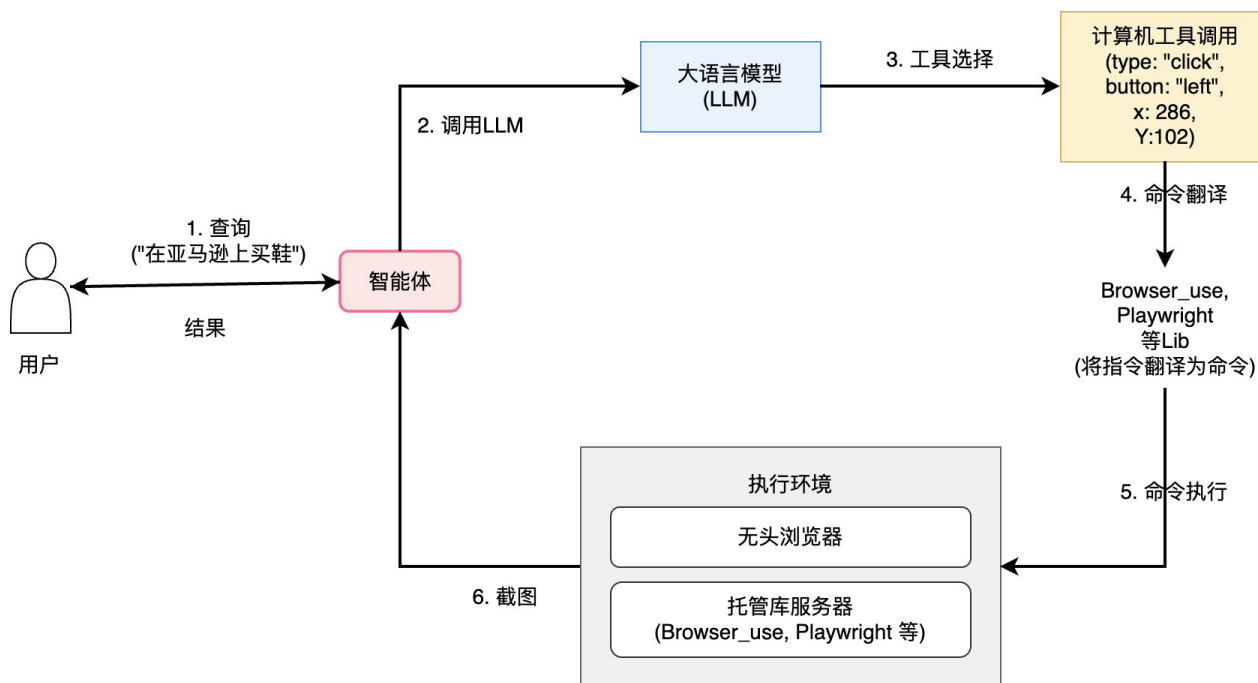 计算机工具调用
(type: "click",
button: "left",
x: 286,
Y:102)
大语言模型
(LLM)
3. 工具选择
2. 调用LLM
4. 命令翻译
1. 查询
("在亚马逊上买鞋")
智能体
结果
用户
Browser_use,
Playwright
等Lib
(将指令翻译为命令)
执行环境
5. 命令执行
无头浏览器
6. 截图
托管库服务器
(Browser_use, Playwright 等)